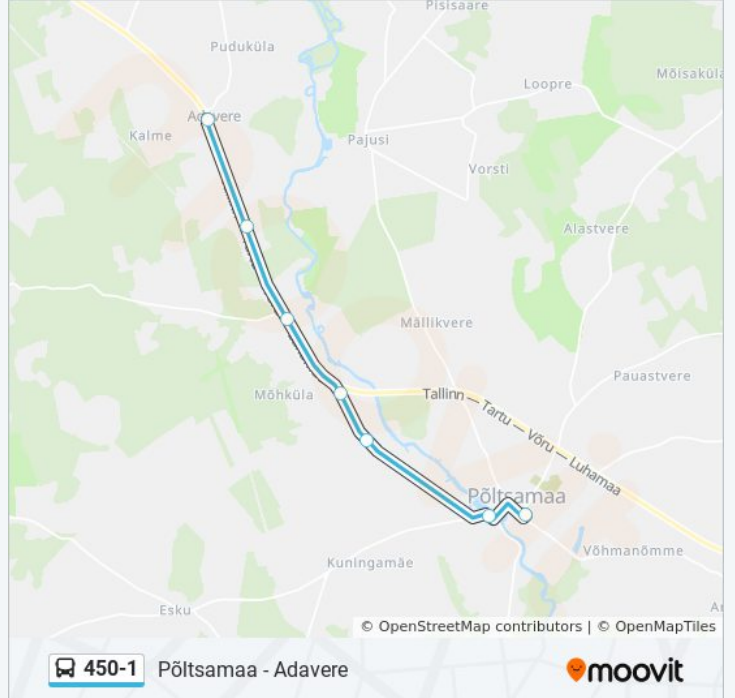 Pisisaare
Puduküla
Loopre
Mõisaküla
Adavere
Kalme
Pajusi
Vorsti
Alastvere
Mällikvere
Pauastvere
Mõhküla
Tallinn — Tartu — Võru — Luhamaa
Põltsamaa
Võhmanõmme
Kuningamäe
Esku
© OpenStreetMap contributors | © OpenMapTiles
450-1 Põltsamaa - Adavere
moovit